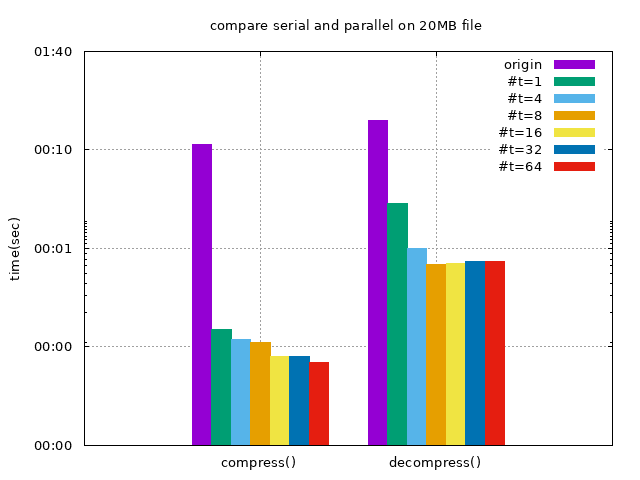 compare serial and parallel on 20MB file
01:40
00:10
00:01
00:00
00:00
time(sec)
origin
#t=1
#t=4
#t=8
#t=16
#t=32
#t=64
compress()
decompress()